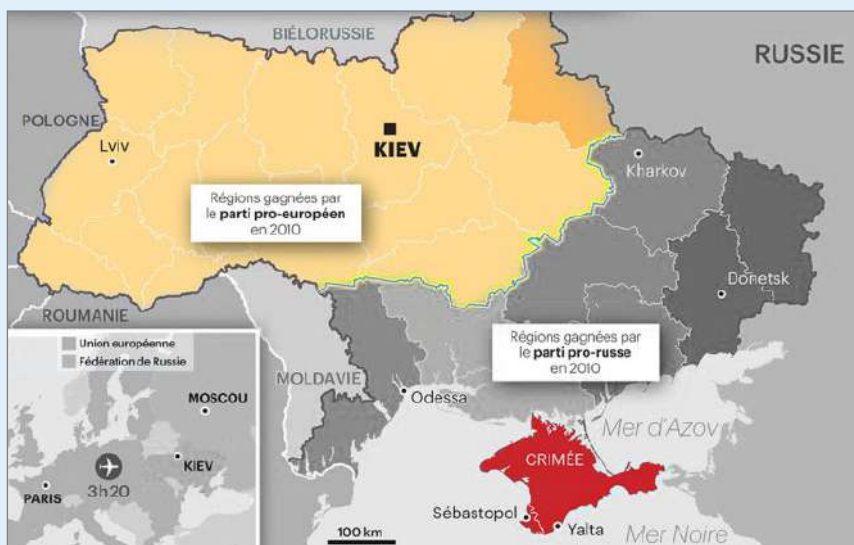 BIÉLORUSSIE
RUSSIE
POLOGNE
Lviv
KIEV
Kharkov
Régions gagnées par
le parti pro-européen
en 2010
Donetsk
ROUMANIE
Régions gagnées par
le parti pro-russe
en 2010
Union européenne
Fédération de Russie
MOLDAVIE
Odessa
MOSCOU
Mer d'Azov
KIEV
CRIMÉE
3h20
PARIS
Sébastopol
Yalta
100 km
Mer Noire